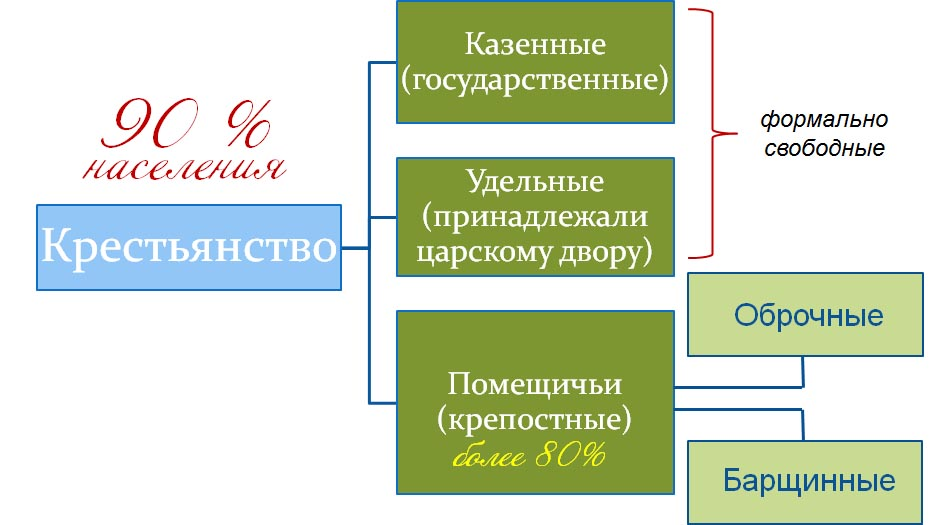 90 %
населения
Крестьянство
Казенные
(государственные)
Удельные
(принадлежали
царскому двору)
формально
свободные
Помещичьи
(крепостные)
более 80%
Оброчные
Барщинные